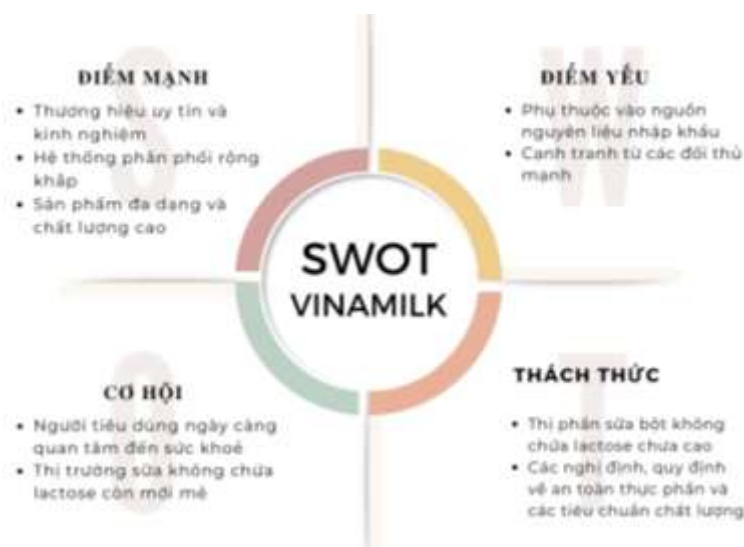 ĐIỂM MẠNH
• Thương hiệu uy tín và
kinh nghiệm
• Hệ thống phân phối rộng
khắp
• Sản phẩm đa dạng và
chất lượng cao
ĐIỂM YẾU
• Phụ thuộc vào nguồn
nguyên liệu nhập khẩu
• Cạnh tranh từ các đối thủ
mạnh
SWOT
VINAMILK
CƠ HỘI
• Người tiêu dùng ngày càng
quan tâm đến sức khoẻ
• Thị trường sữa không chứa
lactose còn mới mẻ
THÁCH THỨC
• Thị phần sữa bột không
chứa lactose chưa cao
• Các nghị định, quy định
về an toàn thực phẩn và
các tiêu chuẩn chất lượng
S
W
O
T